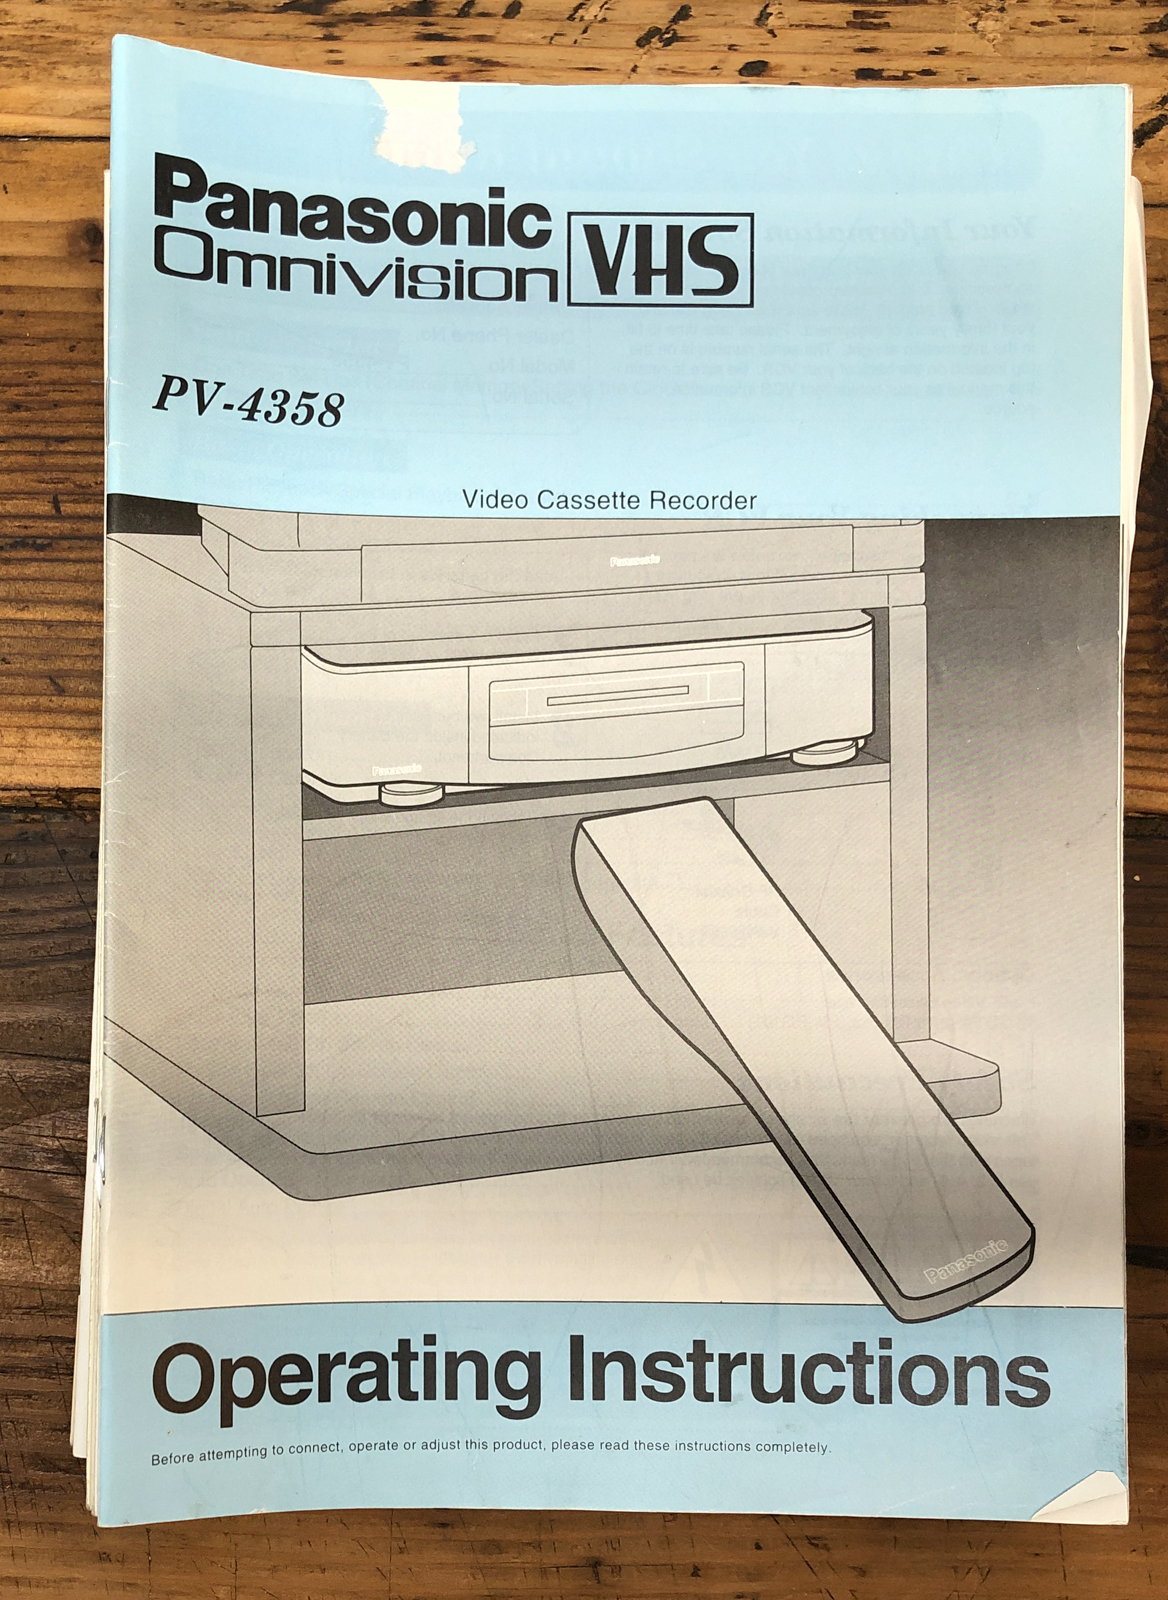 Panasonic
Omnivision VHS
PV-4358
Video Cassette Recorder
Panasonic
Panasonic
Panasonic
Operating Instructions
Before attempting to connect, operate or adjust this product, please read these instructions completely.